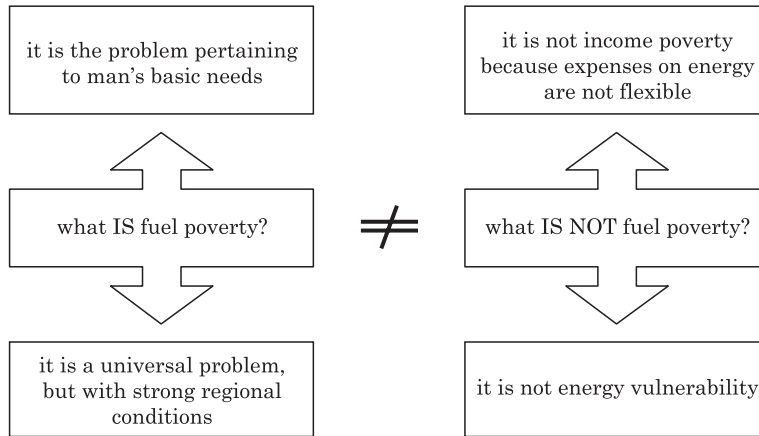 it is the problem pertaining
to man's basic needs
it is not income poverty
because expenses on energy
are not flexible
what IS fuel poverty?
≠
what IS NOT fuel poverty?
it is a universal problem,
but with strong regional
conditions
it is not energy vulnerability